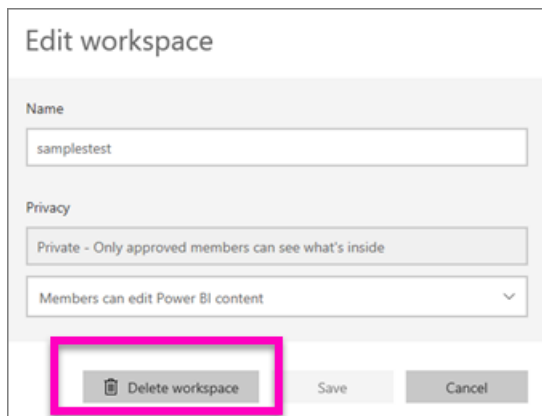 Edit workspace
Name
samplestest
Privacy
Private - Only approved members can see what's inside
Members can edit Power BI content
Delete workspace
Save
Cancel